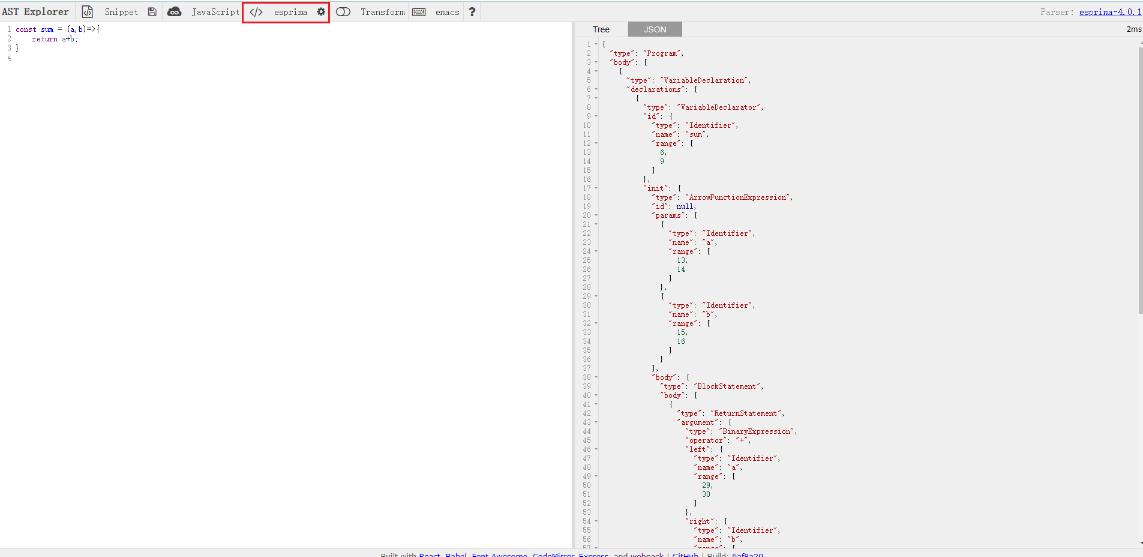 AST Explorer Snippet JavaScript </> esprima Transform emacs ? Parser: esprima-4.0.1
Tree JSON 2ms
1 const sum = (a,b)=>{
2 return a+b;
3 }
4
1 {
2 "type": "Program",
3 "body": [
4 {
5 "type": "VariableDeclaration",
6 "declarations": [
7 {
8 "type": "VariableDeclarator",
9 "id": {
10 "type": "Identifier",
11 "name": "sum",
12 "range": [
13 6,
14 9
15 ]
16 },
17 "init": {
18 "type": "ArrowFunctionExpression",
19 "id": null,
20 "params": [
21 {
22 "type": "Identifier",
23 "name": "a",
24 "range": [
25 13,
26 14
27 ]
28 },
29 {
30 "type": "Identifier",
31 "name": "b",
32 "range": [
33 15,
34 16
35 ]
36 }
37 ],
38 "body": {
39 "type": "BlockStatement",
40 "body": [
41 {
42 "type": "ReturnStatement",
43 "argument": {
44 "type": "BinaryExpression",
45 "operator": "+",
46 "left": {
47 "type": "Identifier",
48 "name": "a",
49 "range": [
50 29,
51 30
52 ]
53 },
54 "right": {
55 "type": "Identifier",
56 "name": "b",
Built with React, Babel, Font Awesome, CodeMirror, Express, and webpack | GitHub | Build: